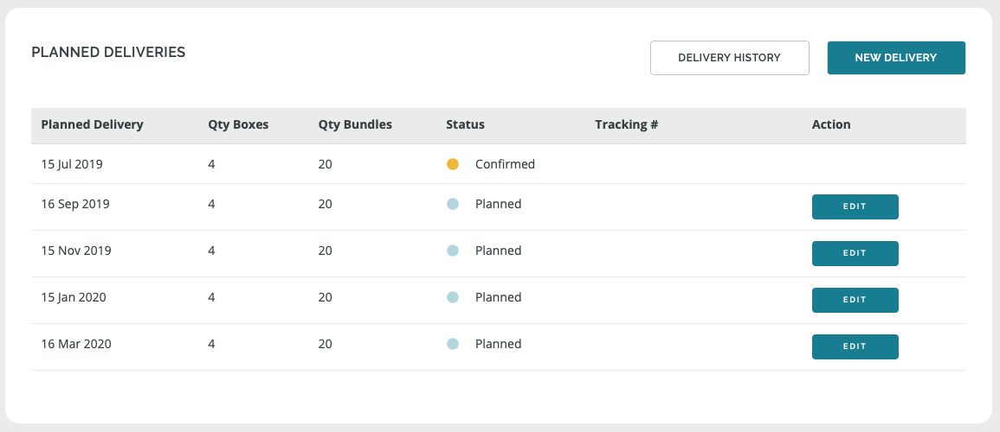 PLANNED DELIVERIES
DELIVERY HISTORY
NEW DELIVERY
Planned Delivery Qty Boxes Qty Bundles Status Tracking # Action
15 Jul 2019 4 20 Confirmed
16 Sep 2019 4 20 Planned EDIT
15 Nov 2019 4 20 Planned EDIT
15 Jan 2020 4 20 Planned EDIT
16 Mar 2020 4 20 Planned EDIT